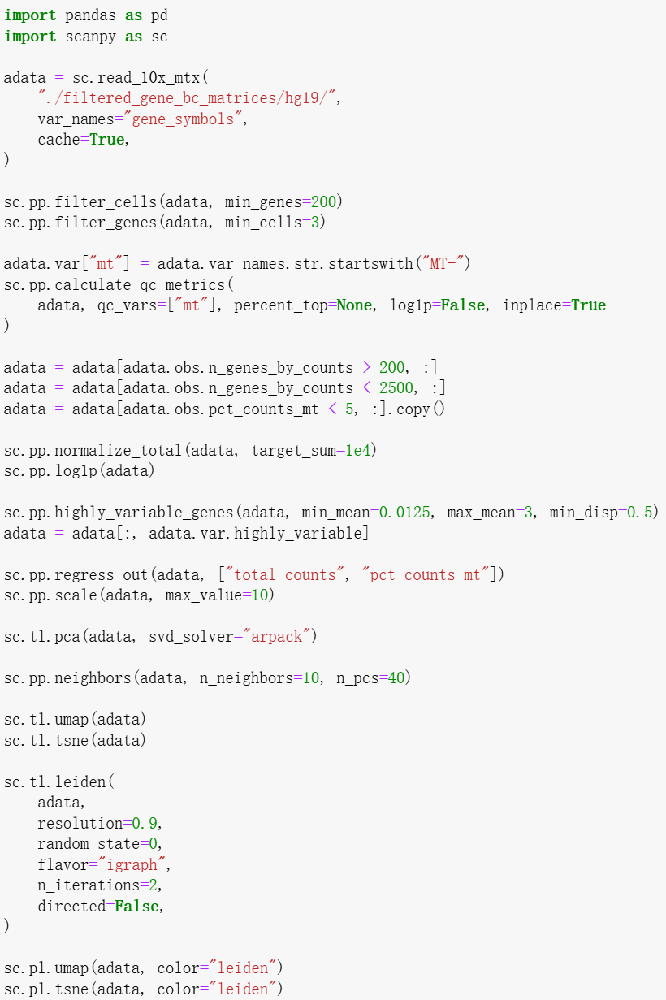 import pandas as pd
import scanpy as sc
adata = sc.read_10x_mtx(
    "./filtered_gene_bc_matrices/hg19/",
    var_names="gene_symbols",
    cache=True,
)
sc.pp.filter_cells(adata, min_genes=200)
sc.pp.filter_genes(adata, min_cells=3)
adata.var["mt"] = adata.var_names.str.startswith("MT-")
sc.pp.calculate_qc_metrics(
    adata, qc_vars=["mt"], percent_top=None, log1p=False, inplace=True
)
adata = adata[adata.obs.n_genes_by_counts > 200, :]
adata = adata[adata.obs.n_genes_by_counts < 2500, :]
adata = adata[adata.obs.pct_counts_mt < 5, :].copy()
sc.pp.normalize_total(adata, target_sum=1e4)
sc.pp.log1p(adata)
sc.pp.highly_variable_genes(adata, min_mean=0.0125, max_mean=3, min_disp=0.5)
adata = adata[:, adata.var.highly_variable]
sc.pp.regress_out(adata, ["total_counts", "pct_counts_mt"])
sc.pp.scale(adata, max_value=10)
sc.tl.pca(adata, svd_solver="arpack")
sc.pp.neighbors(adata, n_neighbors=10, n_pcs=40)
sc.tl.umap(adata)
sc.tl.tsne(adata)
sc.tl.leiden(
    adata,
    resolution=0.9,
    random_state=0,
    flavor="igraph",
    n_iterations=2,
    directed=False,
)
sc.pl.umap(adata, color="leiden")
sc.pl.tsne(adata, color="leiden")